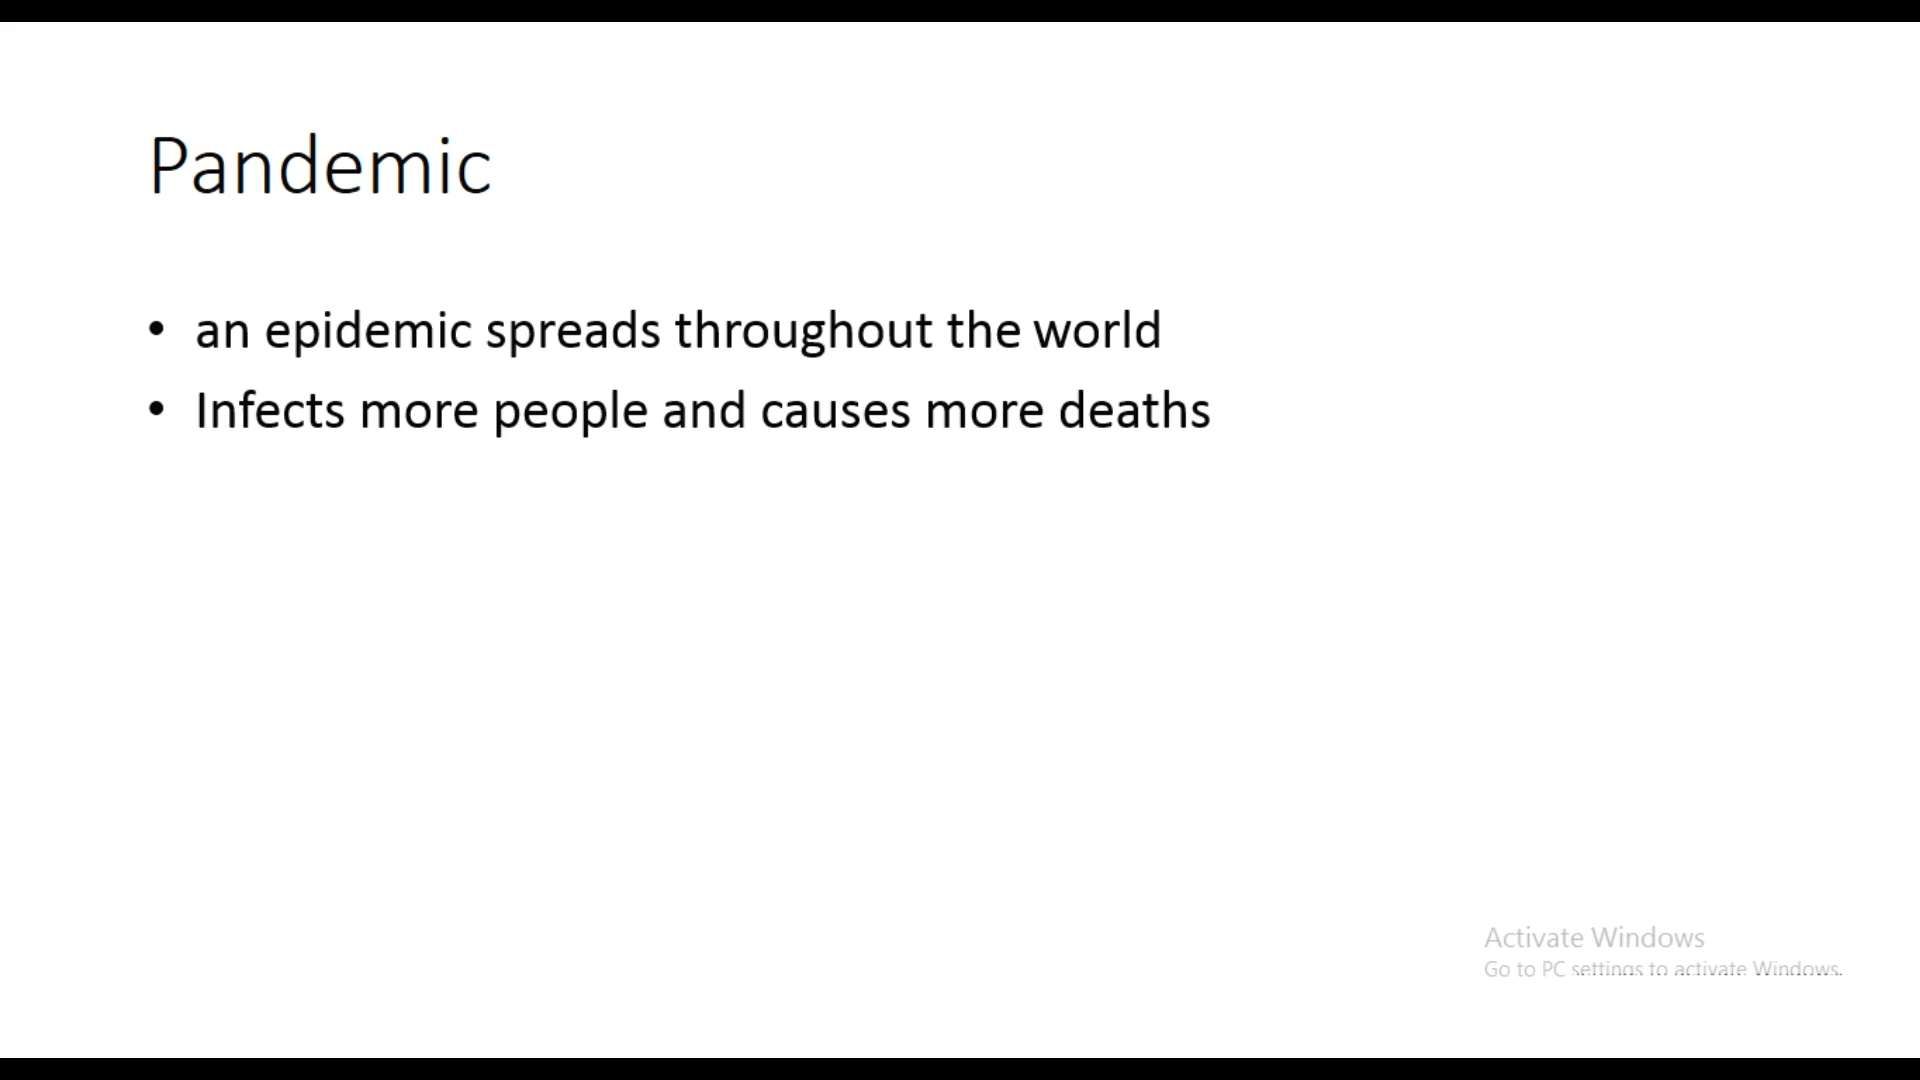 Pandemic
• an epidemic spreads throughout the world
• Infects more people and causes more deaths
Activate Windows
Go to PC settings to activate Windows.